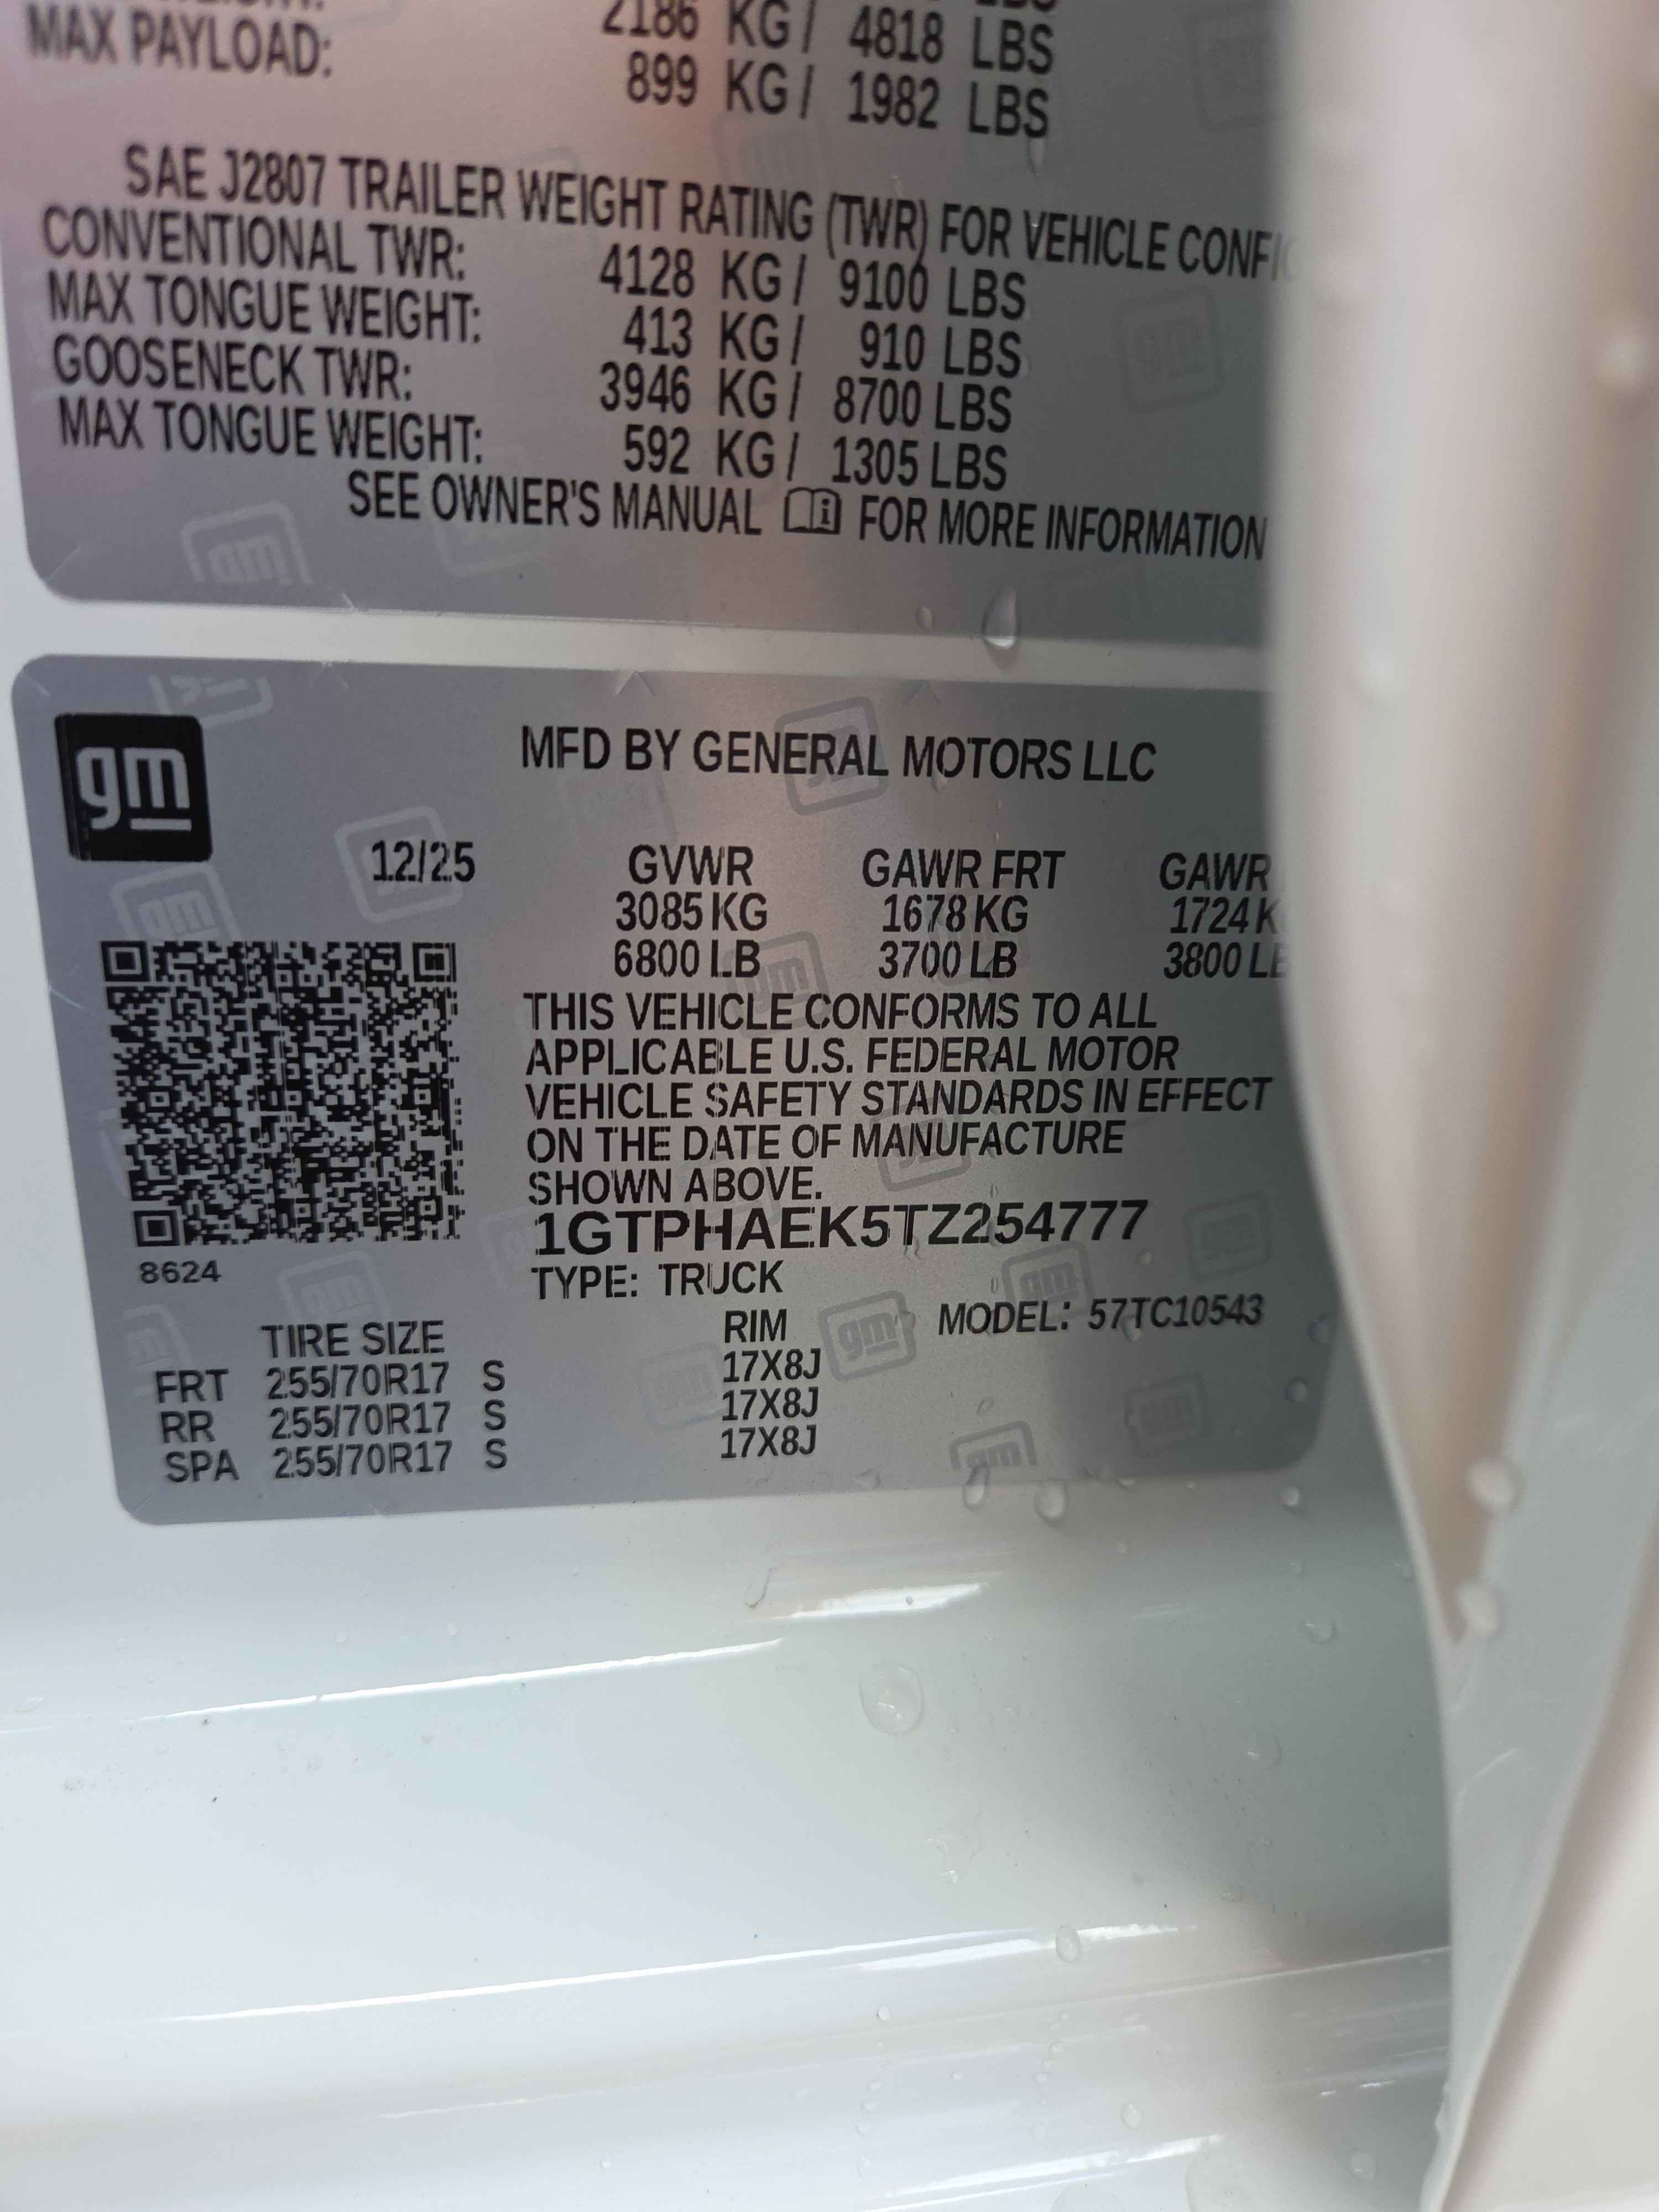 2186 KG / 4818 LBS
MAX PAYLOAD: 899 KG / 1982 LBS
SAE J2807 TRAILER WEIGHT RATING (TWR) FOR VEHICLE CONFI
CONVENTIONAL TWR: 4128 KG / 9100 LBS
MAX TONGUE WEIGHT: 413 KG / 910 LBS
GOOSENECK TWR: 3946 KG / 8700 LBS
MAX TONGUE WEIGHT: 592 KG / 1305 LBS
SEE OWNER'S MANUAL FOR MORE INFORMATION
gm
MFD BY GENERAL MOTORS LLC
12/25 GVWR GAWR FRT GAWR
3085 KG 1678 KG 1724 K
6800 LB 3700 LB 3800 LB
THIS VEHICLE CONFORMS TO ALL
APPLICABLE U.S. FEDERAL MOTOR
VEHICLE SAFETY STANDARDS IN EFFECT
ON THE DATE OF MANUFACTURE
SHOWN ABOVE.
1GTPHAEK5TZ254777
8624
TYPE: TRUCK
MODEL: 57TC10543
TIRE SIZE RIM
FRT 255/70R17 S 17X8J
RR 255/70R17 S 17X8J
SPA 255/70R17 S 17X8J